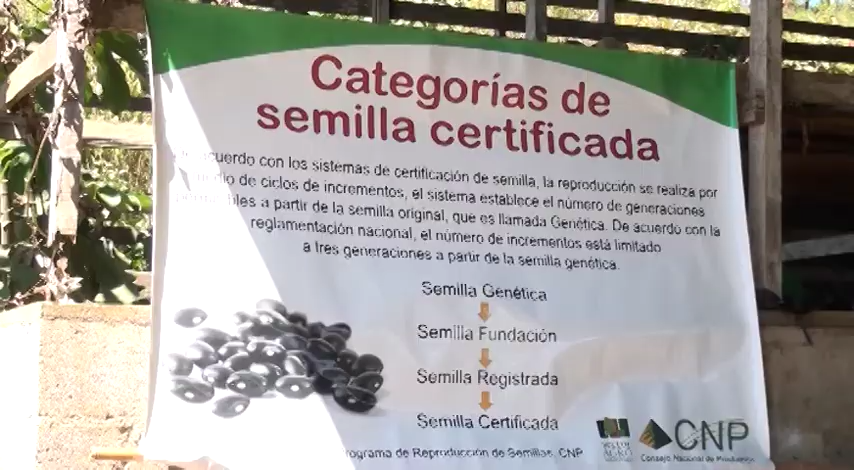 Categorías de
semilla certificada
acuerdo con los sistemas de certificación de semilla, la reproducción se realiza por
de ciclos de incrementos, el sistema establece el número de generaciones
a partir de la semilla original, que es llamada Genética. De acuerdo con la
reglamentación nacional, el número de incrementos está limitado
a tres generaciones a partir de la semilla genética.
Semilla Genética
Semilla Fundación
Semilla Registrada
Semilla Certificada
CNP
Consejo Nacional de Producción
Programa de Reproducción de Semillas, CNP